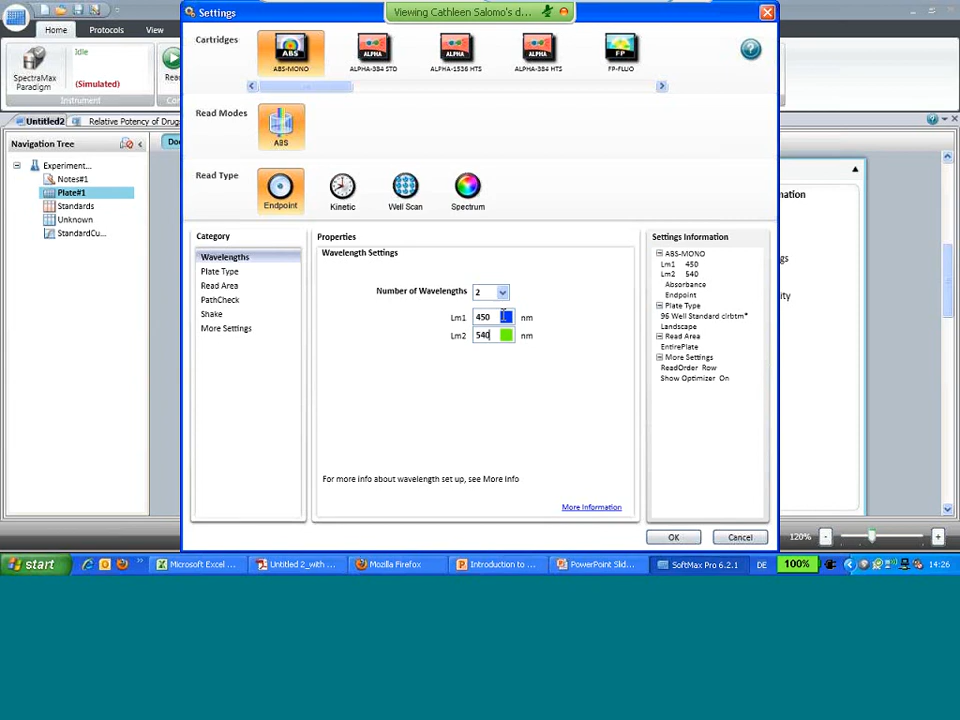 Settings
Viewing Cathleen Salomo's d...
Home
Protocols
View
SpectraMax
Paradigm
Idle
(Simulated)
Instrument
Untitled2
Relative Potency of Drugs
Navigation Tree
Experiment...
Notes#1
Plate#1
Standards
Unknown
StandardCu...
Cartridges
ABS-MONO
ALPHA-384 STD
ALPHA-1536 HTS
ALPHA-384 HTS
FP-FLUO
Read Modes
ABS
Read Type
Endpoint
Kinetic
Well Scan
Spectrum
Category
Wavelengths
Plate Type
Read Area
PathCheck
Shake
More Settings
Properties
Wavelength Settings
Number of Wavelengths 2
Lm1 450 nm
Lm2 540 nm
For more info about wavelength set up, see More Info
More Information
Settings Information
ABS-MONO
Lm1 450
Lm2 540
Absorbance
Endpoint
Plate Type
96 Well Standard clrbtm*
Landscape
Read Area
EntirePlate
More Settings
ReadOrder Row
Show Optimizer On
OK
Cancel
120%
start
Microsoft Excel ...
Untitled 2_with ...
Mozilla Firefox
Introduction to ...
PowerPoint Slid...
SoftMax Pro 6.2.1
DE
100%
14:26